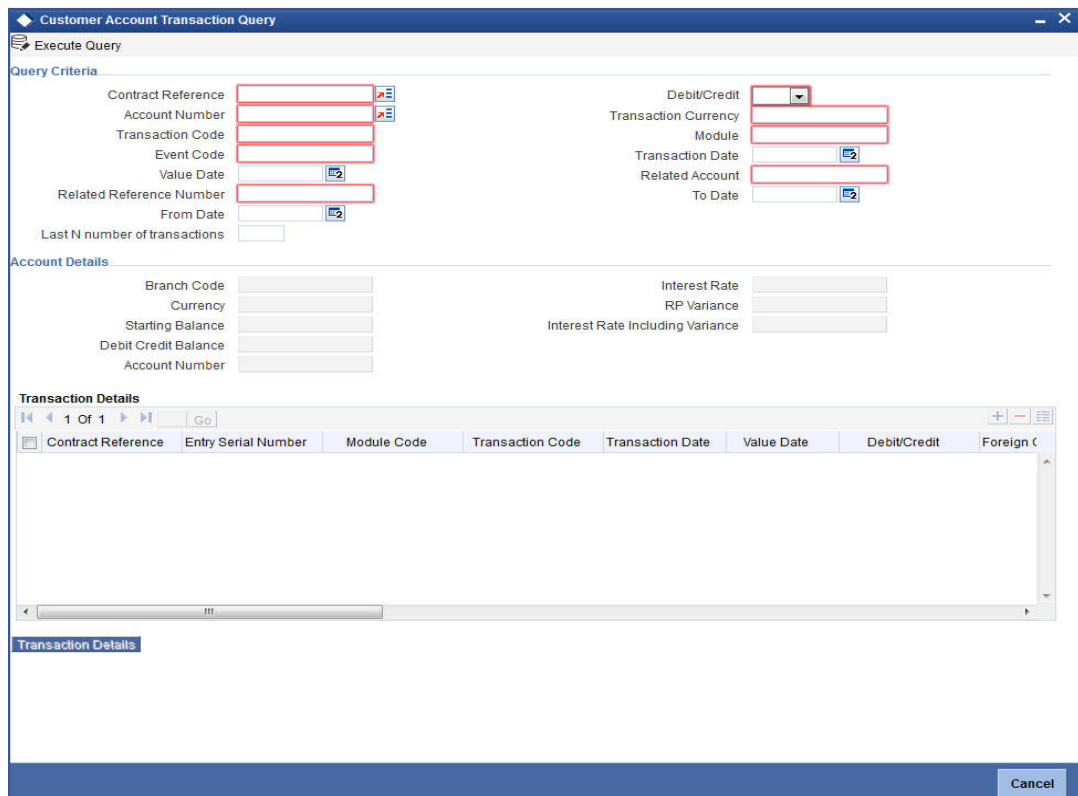 Customer Account Transaction Query
Execute Query
Query Criteria
Contract Reference
Account Number
Transaction Code
Event Code
Value Date
Related Reference Number
From Date
Last N number of transactions
Debit/Credit
Transaction Currency
Module
Transaction Date
Related Account
To Date
Account Details
Branch Code
Currency
Starting Balance
Debit Credit Balance
Account Number
Interest Rate
RP Variance
Interest Rate Including Variance
Transaction Details
1 Of 1 Go
Contract Reference Entry Serial Number Module Code Transaction Code Transaction Date Value Date Debit/Credit Foreign C
Transaction Details
Cancel